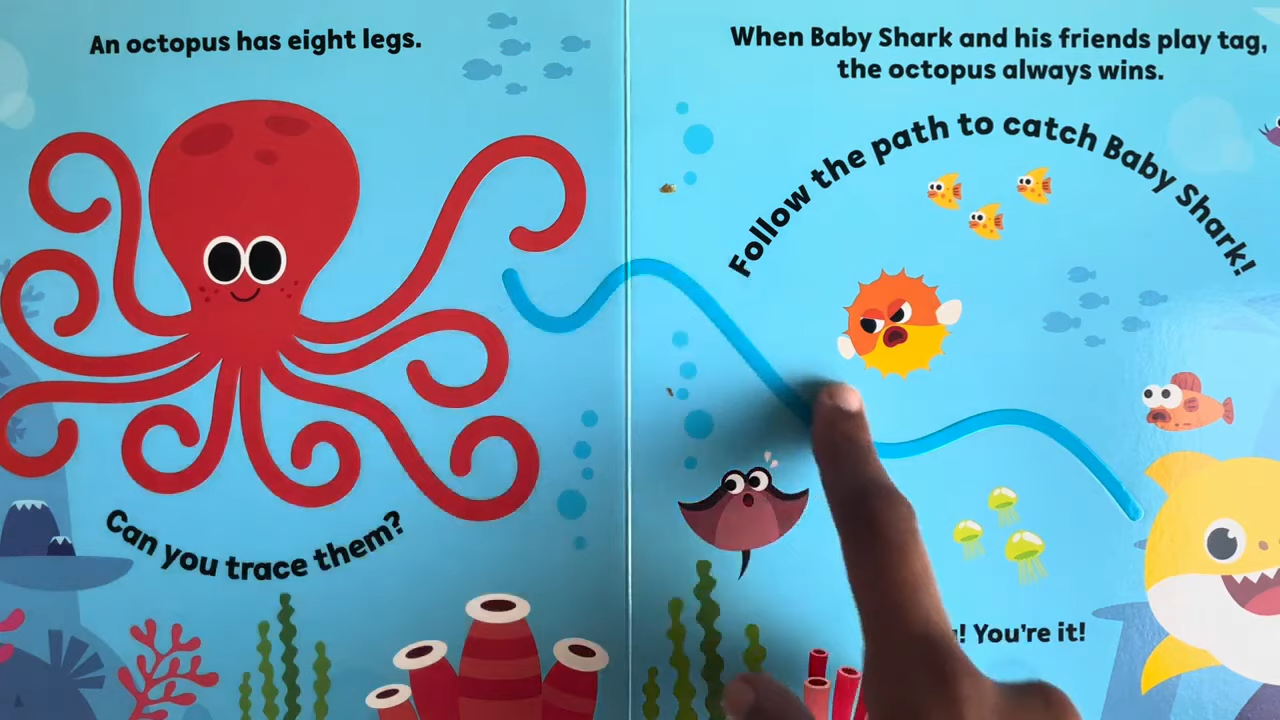 An octopus has eight legs.
Can you trace them?
When Baby Shark and his friends play tag,
the octopus always wins.
Follow the path to catch Baby Shark!
You're it!